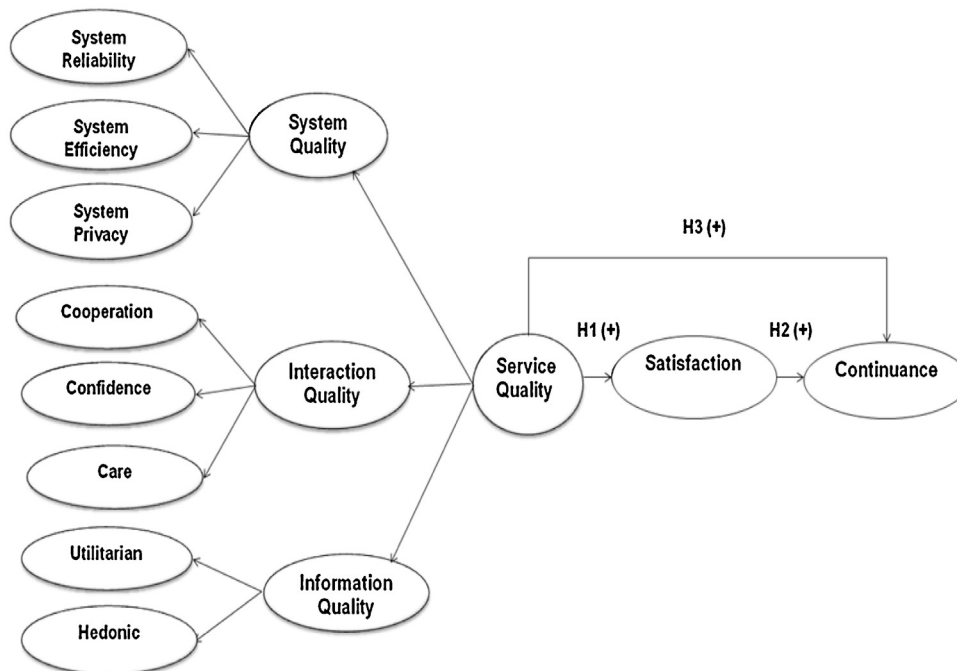 System
Reliability
System
Efficiency
System
Privacy
System
Quality
Cooperation
Confidence
Care
Interaction
Quality
Utilitarian
Hedonic
Information
Quality
Service
Quality
H1 (+)
Satisfaction
H2 (+)
Continuance
H3 (+)